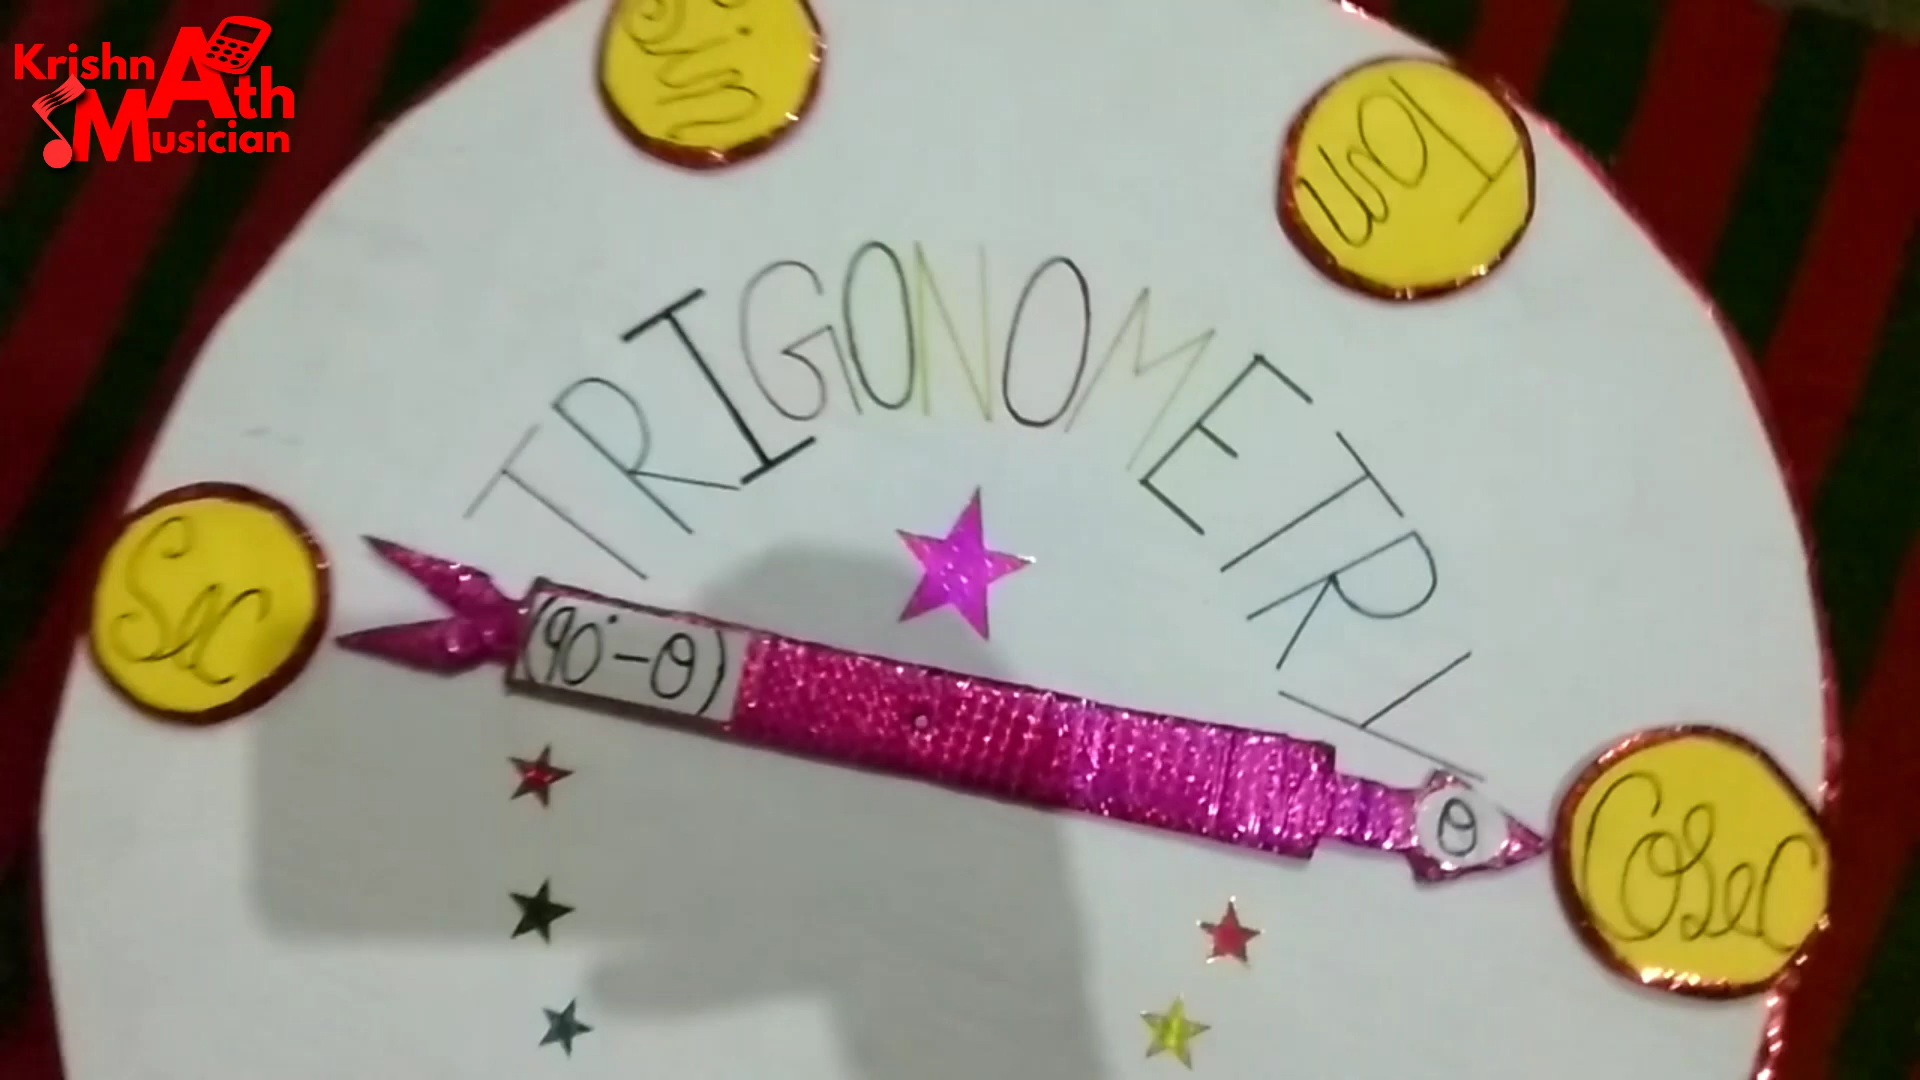 KrishnAth
Musician
Sin
Tan
TRIGONOMETRY
Sec
(90°-θ)
θ
Cosec